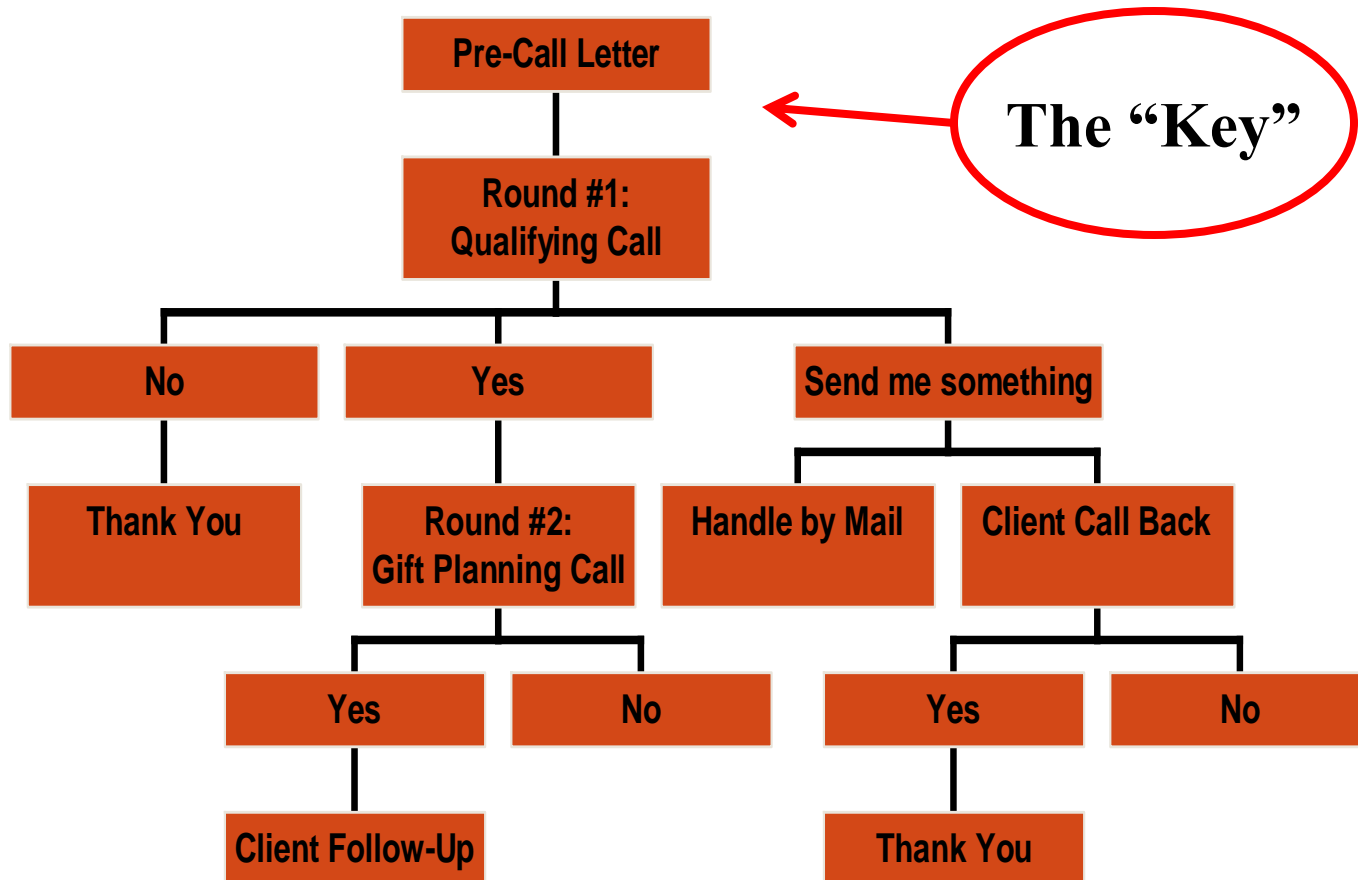 Pre-Call Letter
The “Key”
Round #1:
Qualifying Call
No
Yes
Send me something
Thank You
Round #2:
Gift Planning Call
Handle by Mail
Client Call Back
Yes
No
Yes
No
Client Follow-Up
Thank You